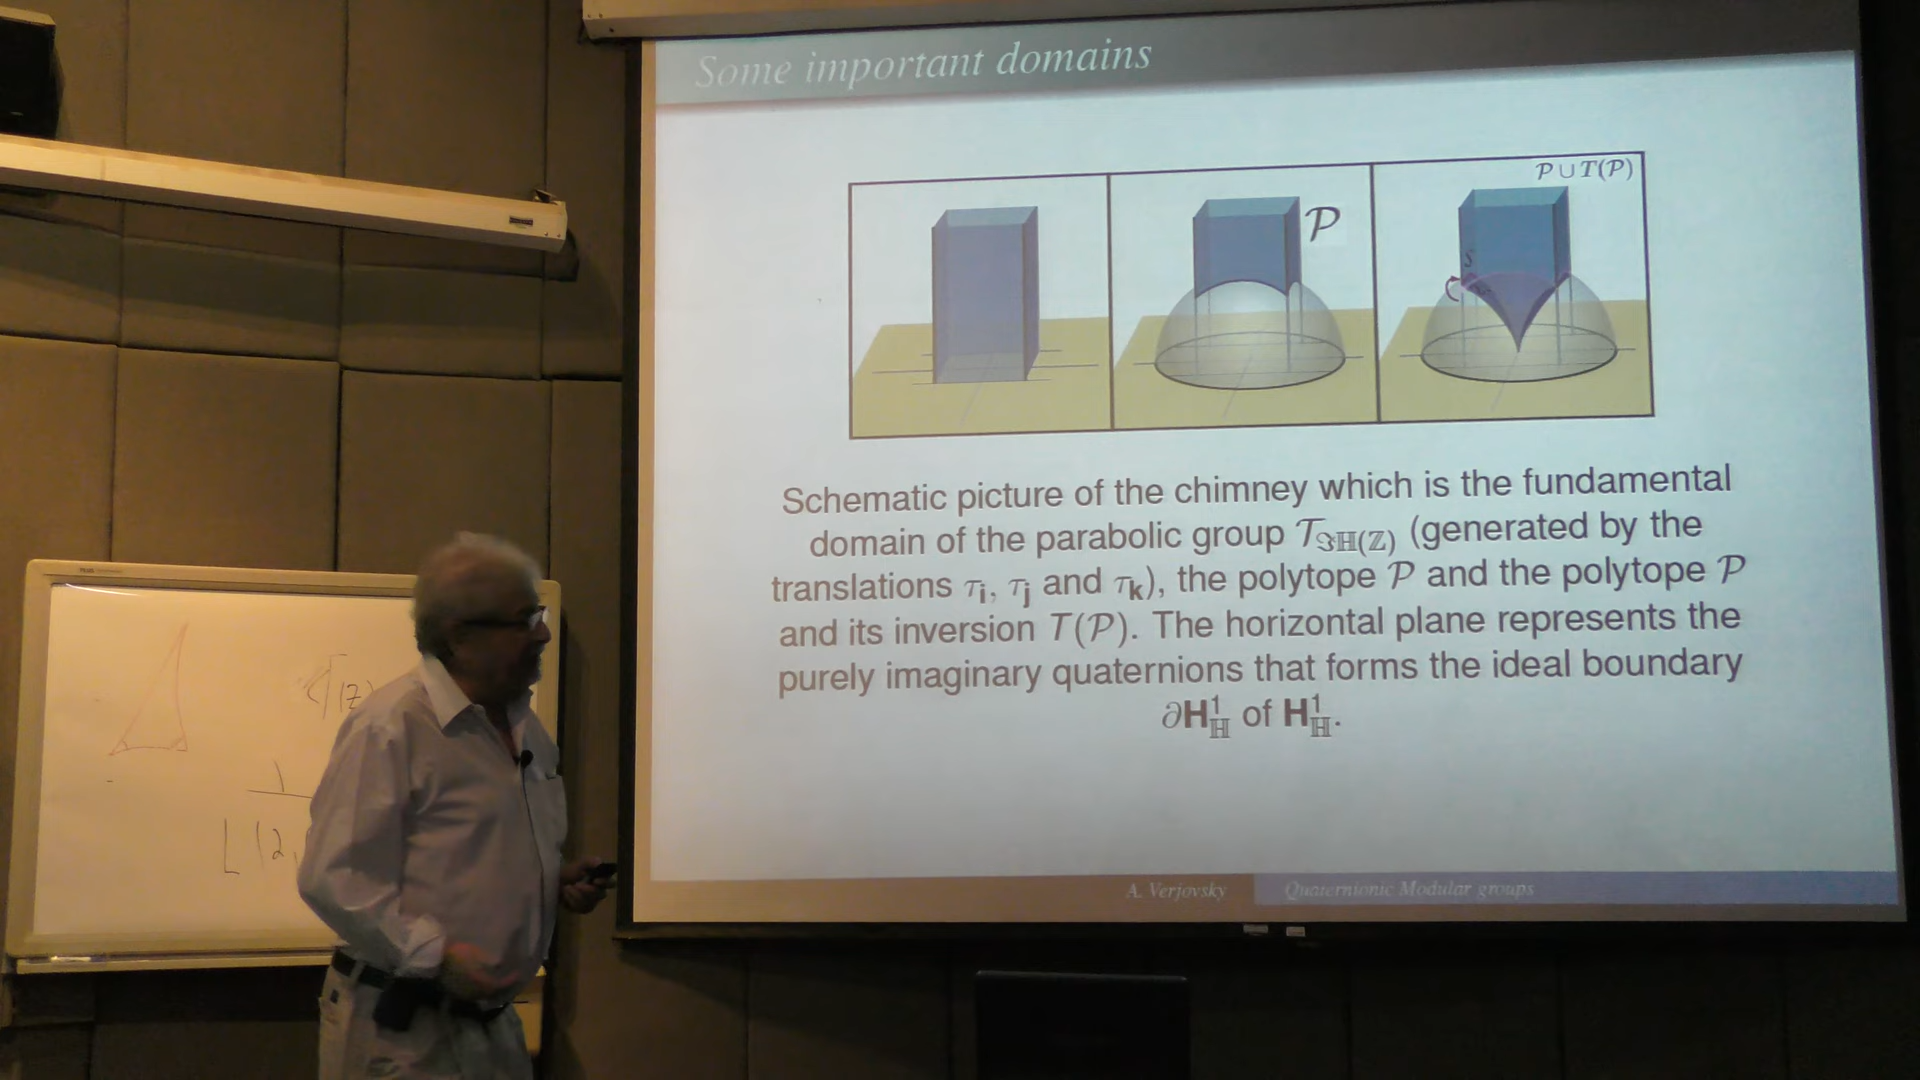 Some important domains
P ∪ T(P)
P
S
Schematic picture of the chimney which is the fundamental
domain of the parabolic group 𝒯_ℑℍ(ℤ) (generated by the
translations τ_i, τ_j and τ_k), the polytope P and the polytope P
and its inversion T(P). The horizontal plane represents the
purely imaginary quaternions that forms the ideal boundary
∂H¹_ℍ of H¹_ℍ.
A. Verjovsky
Quaternionic Modular groups